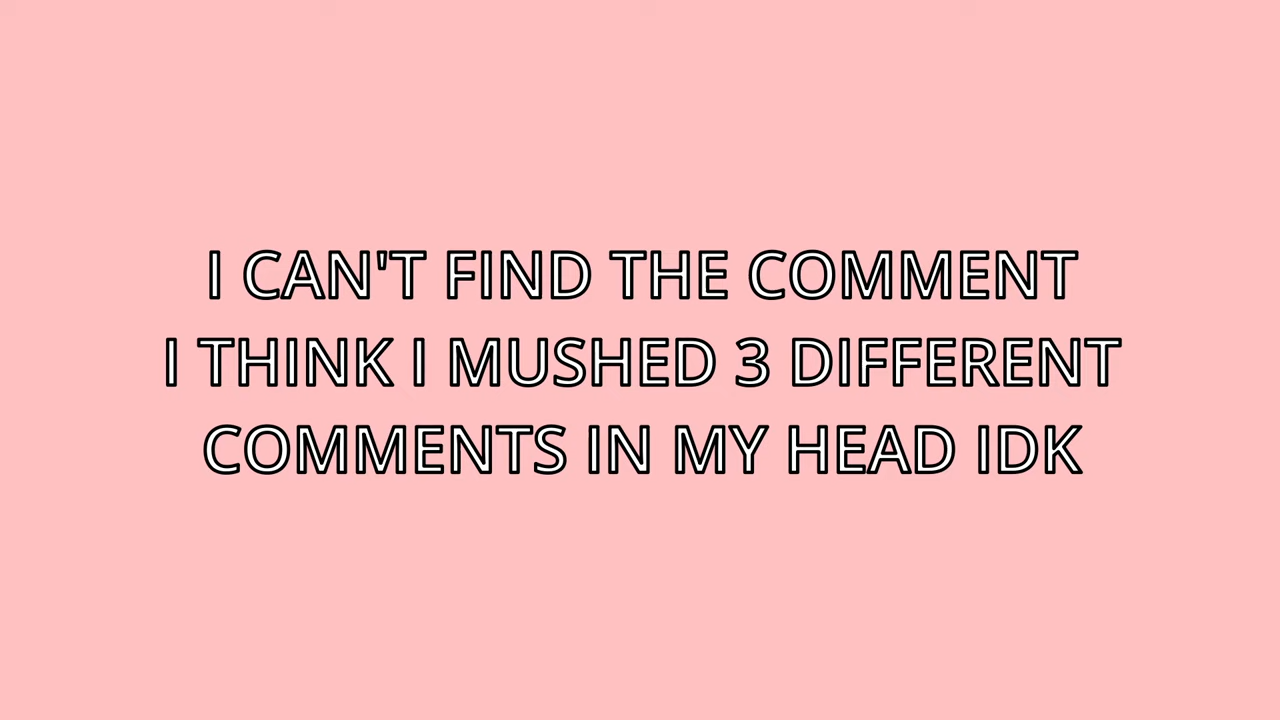 I CAN'T FIND THE COMMENT
I THINK I MUSHED 3 DIFFERENT
COMMENTS IN MY HEAD IDK